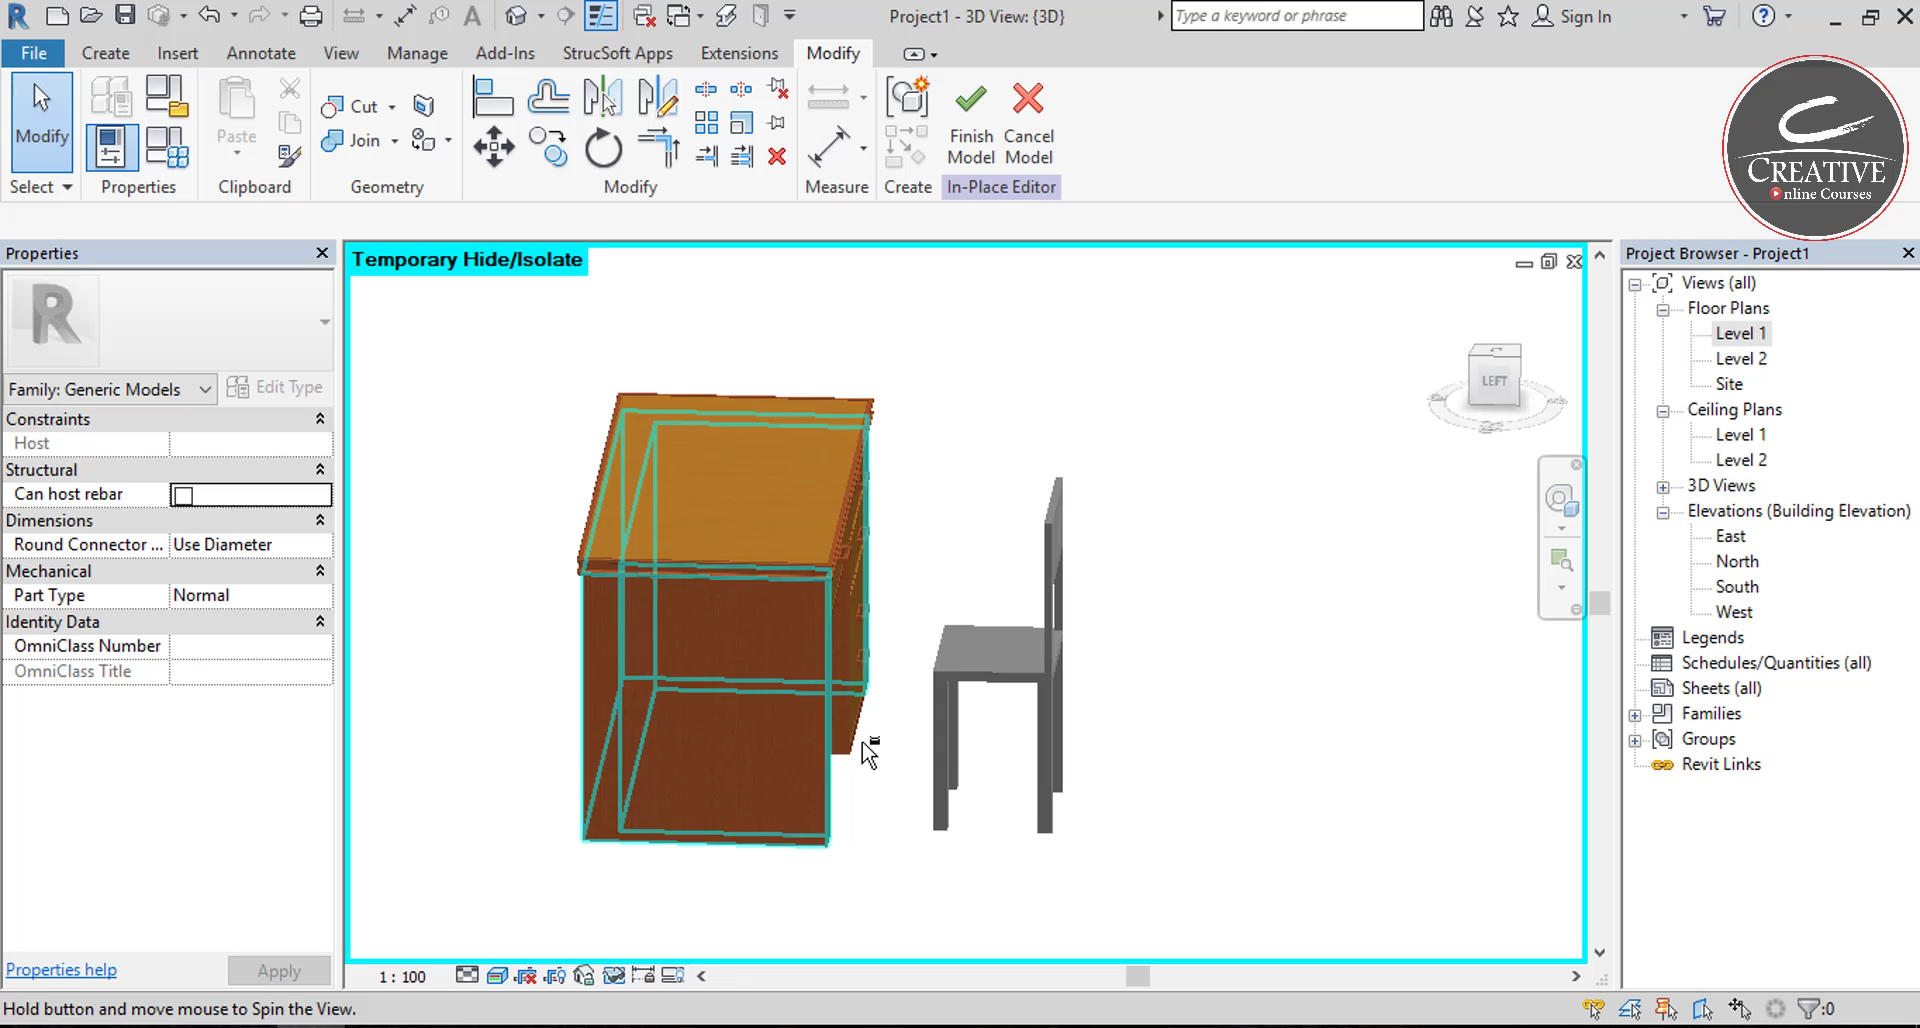 Project1 - 3D View: {3D}
Type a keyword or phrase
Sign In
File
Create
Insert
Annotate
View
Manage
Add-Ins
StrucSoft Apps
Extensions
Modify
Modify
Select
Properties
Paste
Clipboard
Cut
Join
Geometry
Modify
Measure
Create
Finish
Model
Cancel
Model
In-Place Editor
CREATIVE
Online Courses
Properties
R
Family: Generic Models
Edit Type
Constraints
Host
Structural
Can host rebar
Dimensions
Round Connector ...
Use Diameter
Mechanical
Part Type
Normal
Identity Data
OmniClass Number
OmniClass Title
Properties help
Apply
Temporary Hide/Isolate
LEFT
1 : 100
Project Browser - Project1
Views (all)
Floor Plans
Level 1
Level 2
Site
Ceiling Plans
Level 1
Level 2
3D Views
Elevations (Building Elevation)
East
North
South
West
Legends
Schedules/Quantities (all)
Sheets (all)
Families
Groups
Revit Links
Hold button and move mouse to Spin the View.
:0